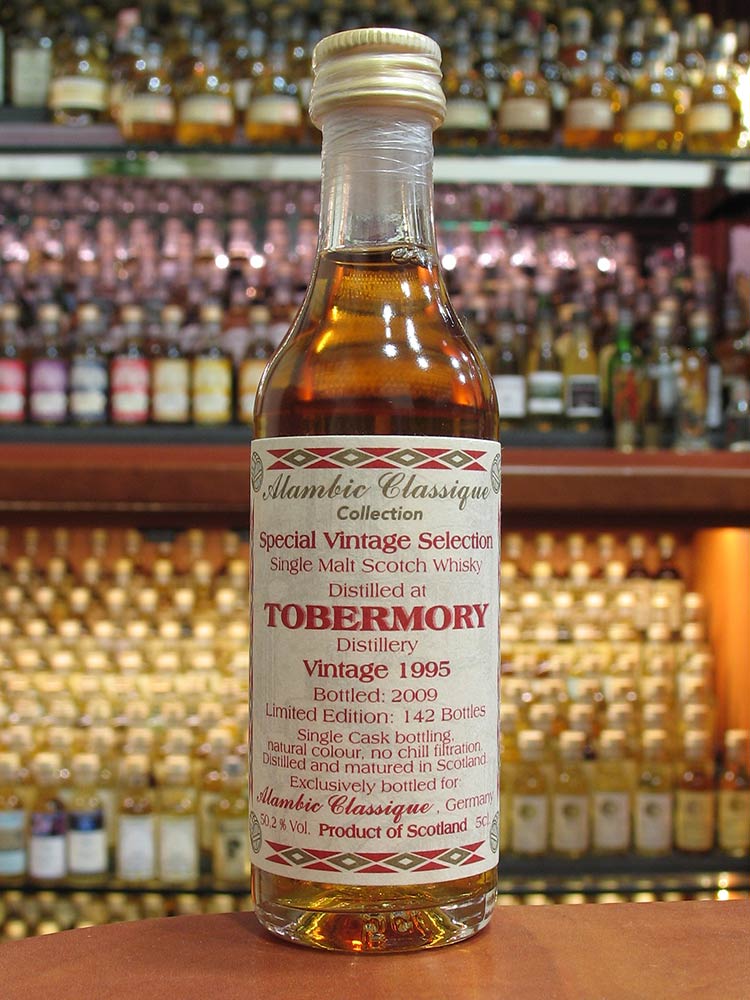 Alambic Classique
Collection
Special Vintage Selection
Single Malt Scotch Whisky
Distilled at
TOBERMORY
Distillery
Vintage 1995
Bottled: 2009
Limited Edition: 142 Bottles
Single Cask bottling,
natural colour, no chill filtration.
Distilled and matured in Scotland.
Exclusively bottled for:
Alambic Classique, Germany
50.2 % Vol. Product of Scotland 5cl